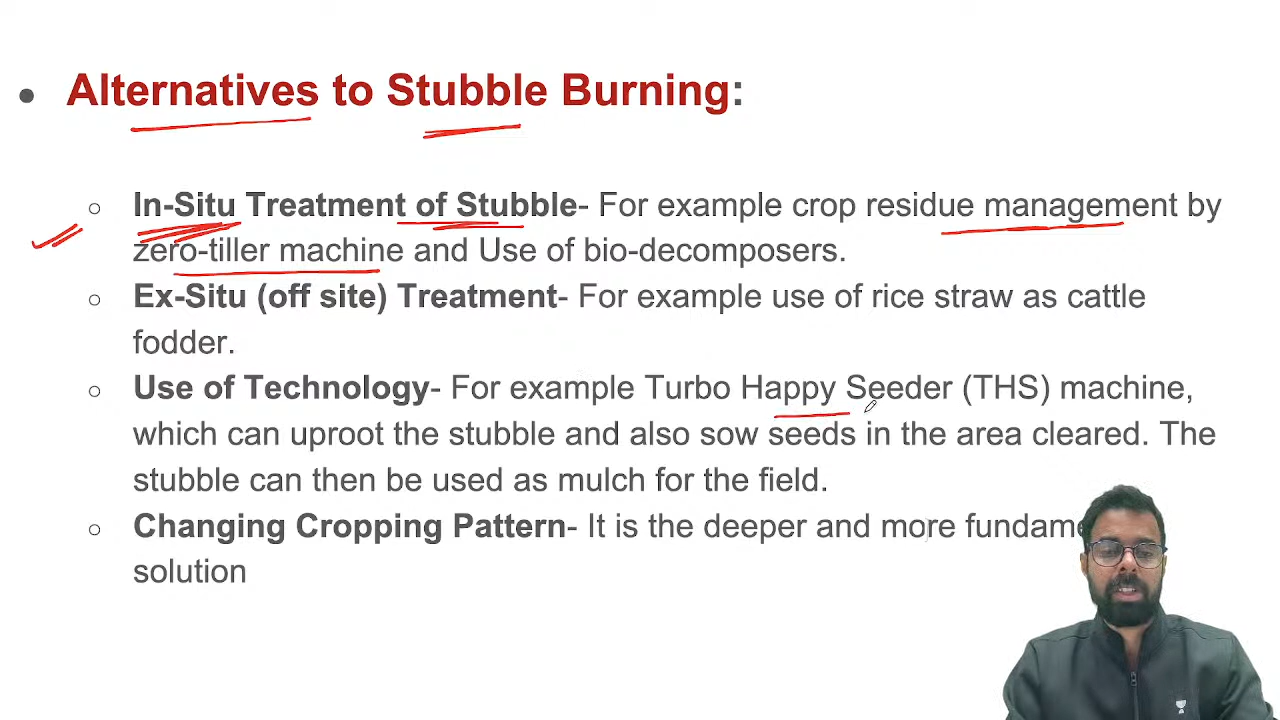 Alternatives to Stubble Burning:
In-Situ Treatment of Stubble- For example crop residue management by
zero-tiller machine and Use of bio-decomposers.
Ex-Situ (off site) Treatment- For example use of rice straw as cattle
fodder.
Use of Technology- For example Turbo Happy Seeder (THS) machine,
which can uproot the stubble and also sow seeds in the area cleared. The
stubble can then be used as mulch for the field.
Changing Cropping Pattern- It is the deeper and more
solution